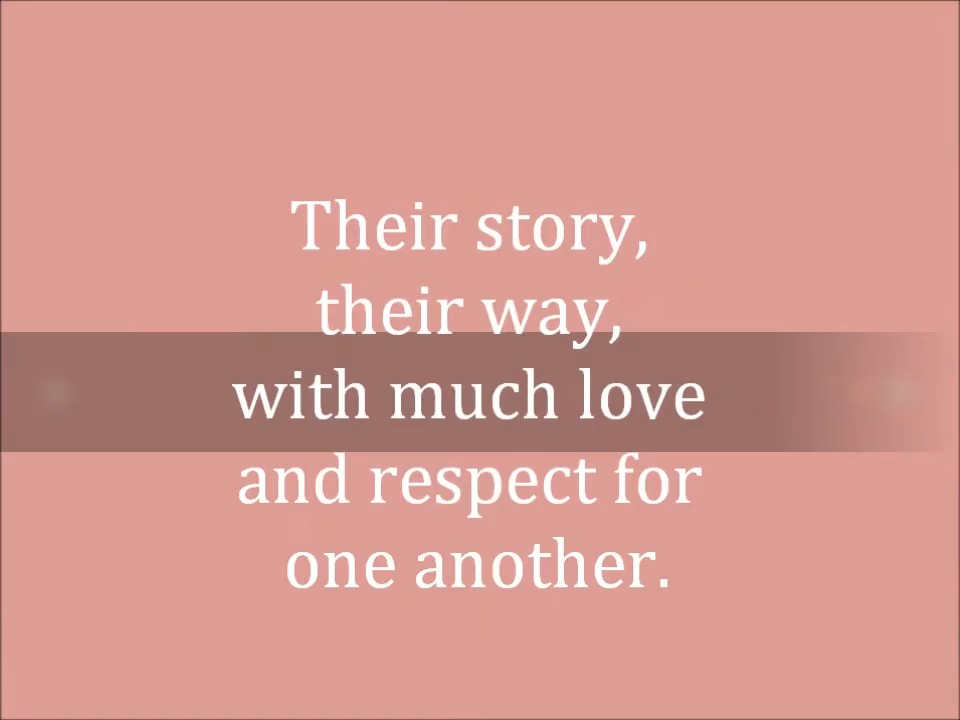 Their story,
their way,
with much love
and respect for
one another.